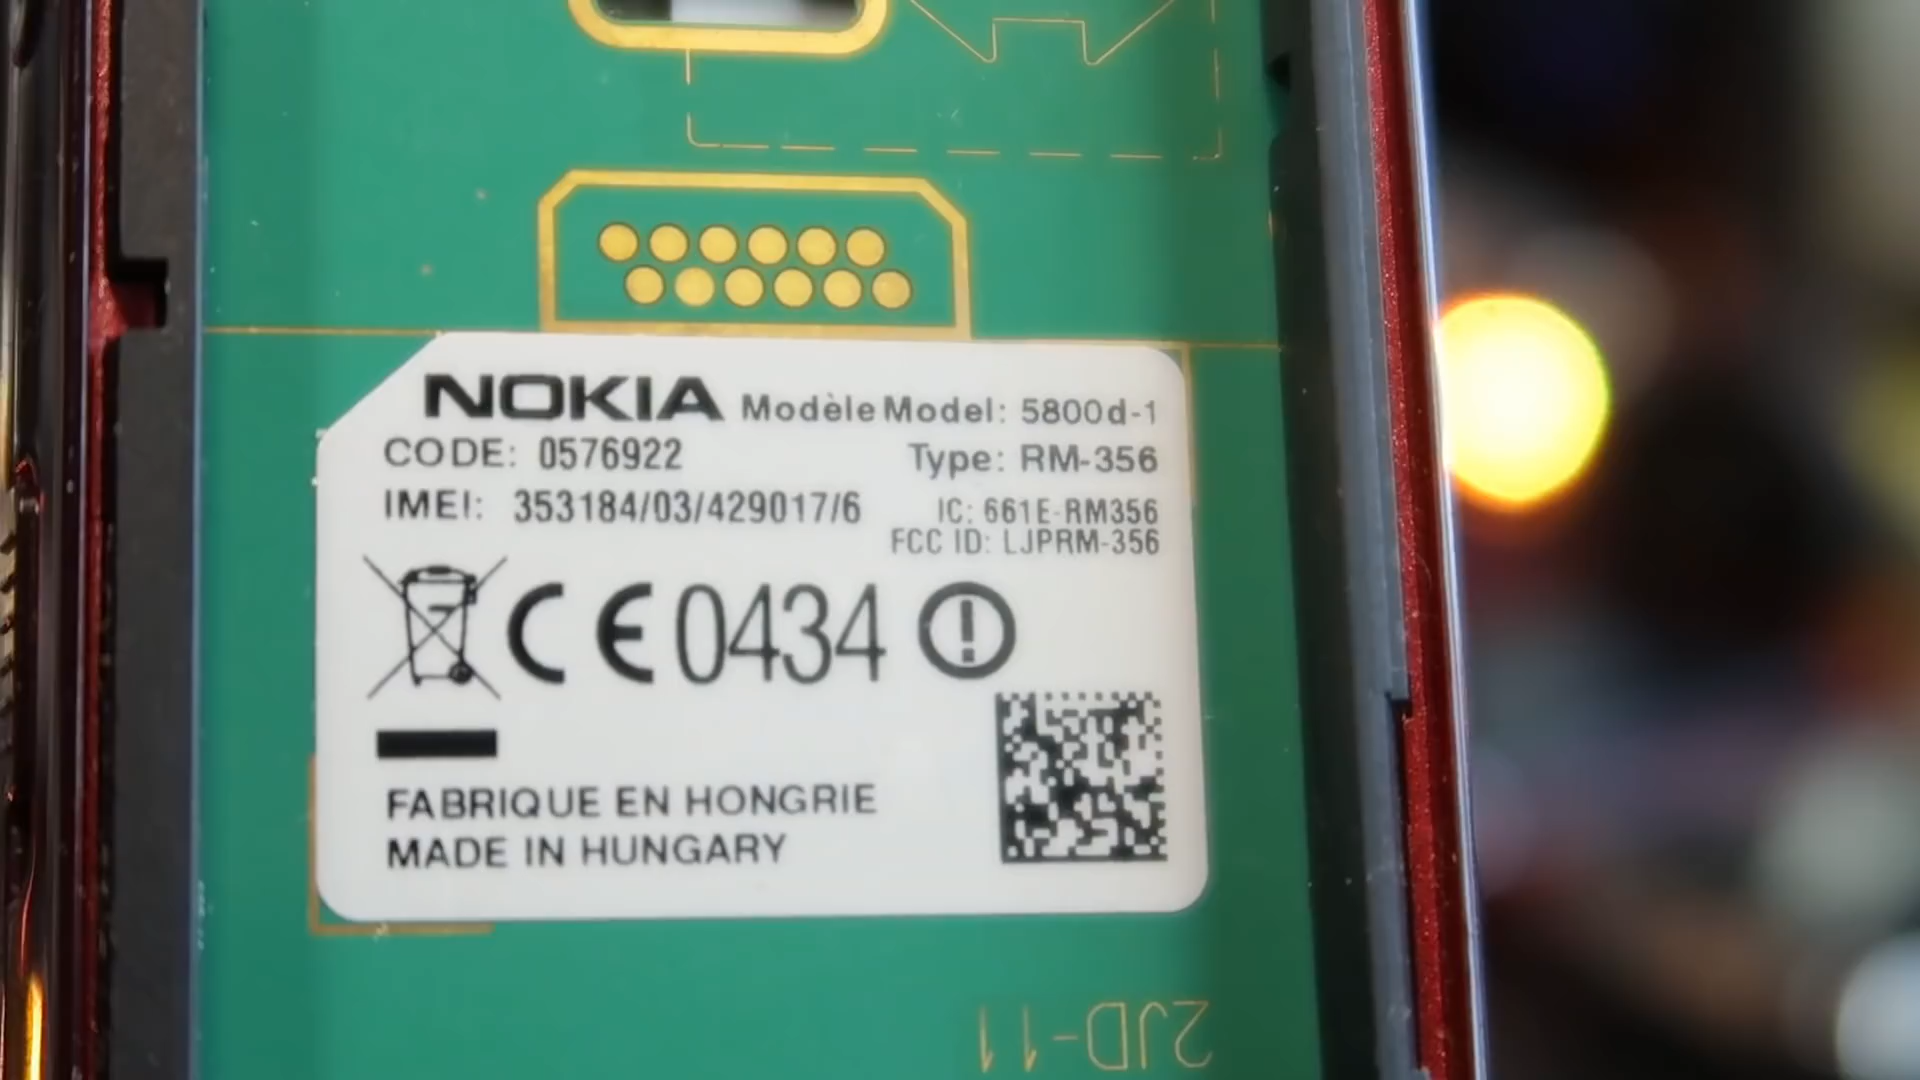 NOKIA Modèle Model: 5800d-1
CODE: 0576922 Type: RM-356
IMEI: 353184/03/429017/6 IC: 661E-RM356
FCC ID: LJPRM-356
CE 0434
FABRIQUE EN HONGRIE
MADE IN HUNGARY
2JD-11